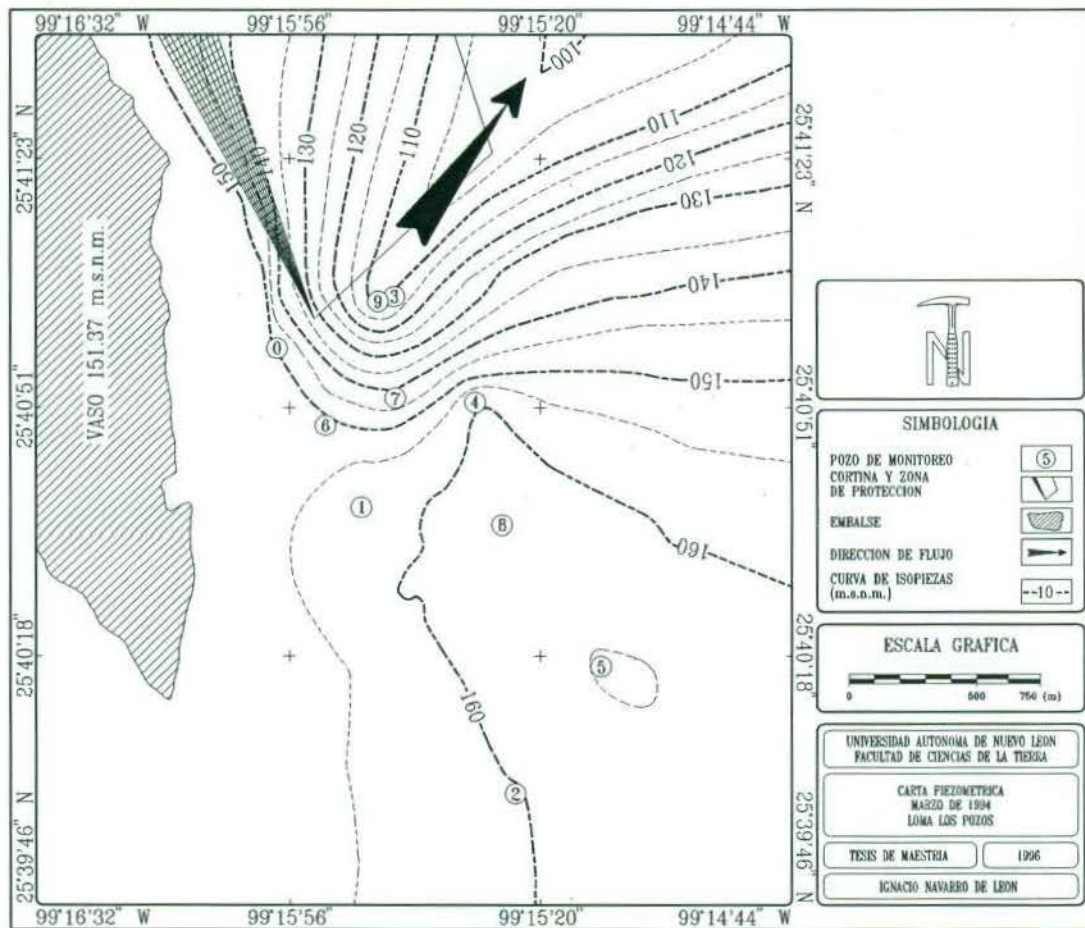 99°16'32" W
99°15'56"
99°15'20"
99°14'44" W
25°41'23" N
25°40'51"
25°40'18"
25°39'46" N
VASO 151.37 m.s.n.m.
150
140
130
120
110
100
110
120
130
140
150
160
160
9
3
0
7
6
4
1
8
5
2
25°41'23" N
25°40'51"
25°40'18"
25°39'46" N
99°16'32" W
99°15'56"
99°15'20"
99°14'44" W
N
SIMBOLOGIA
POZO DE MONITOREO
5
CORTINA Y ZONA
DE PROTECCION
EMBALSE
DIRECCION DE FLUJO
CURVA DE ISOPIEZAS
(m.s.n.m.)
--10--
ESCALA GRAFICA
0 500 750 (m)
UNIVERSIDAD AUTONOMA DE NUEVO LEON
FACULTAD DE CIENCIAS DE LA TIERRA
CARTA PIEZOMETRICA
MARZO DE 1994
LOMA LOS POZOS
TESIS DE MAESTRIA
1996
IGNACIO NAVARRO DE LEON